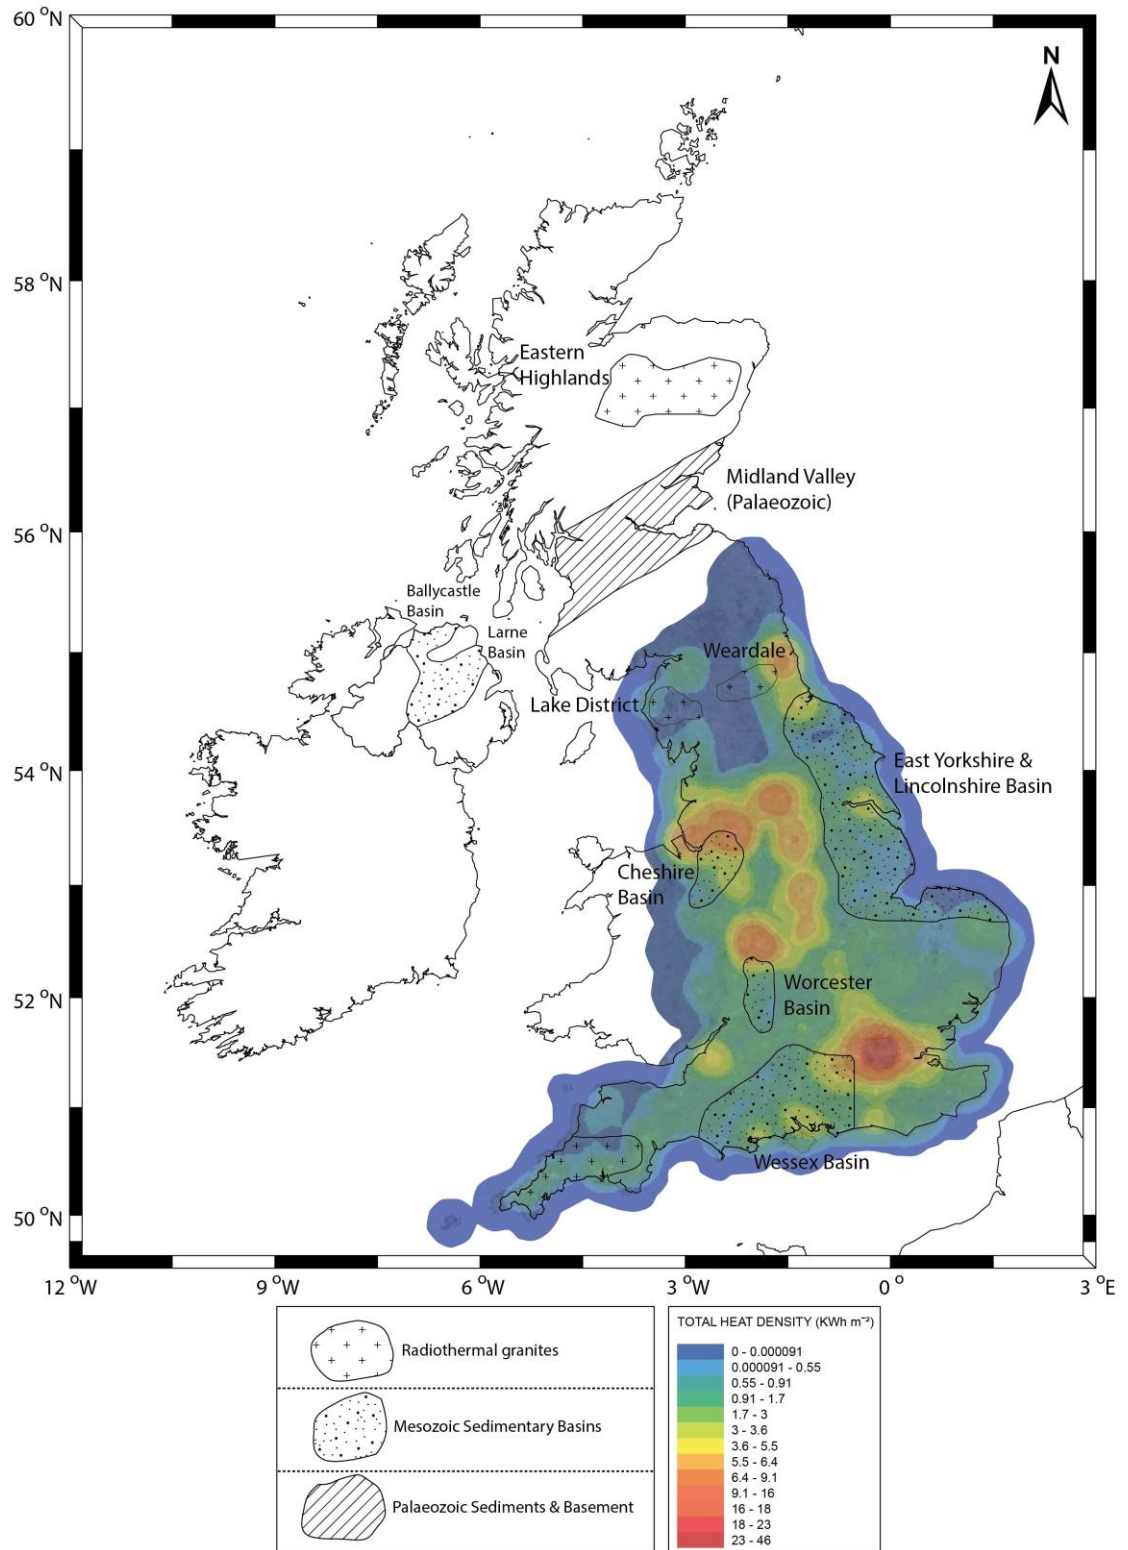 60 °N
N
58 °N
Eastern
Highlands
Midland Valley
(Palaeozoic)
56 °N
Ballycastle
Basin
Larne
Basin
Weardale
Lake District
East Yorkshire &
Lincolnshire Basin
54 °N
Cheshire
Basin
Worcester
Basin
52 °N
Wessex Basin
50 °N
12 °W
9 °W
6 °W
3 °W
0 °
3 °E
Radiothermal granites
Mesozoic Sedimentary Basins
Palaeozoic Sediments & Basement
TOTAL HEAT DENSITY (KWh m⁻²)
0 - 0.000091
0.000091 - 0.55
0.55 - 0.91
0.91 - 1.7
1.7 - 3
3 - 3.6
3.6 - 5.5
5.5 - 6.4
6.4 - 9.1
9.1 - 16
16 - 18
18 - 23
23 - 46